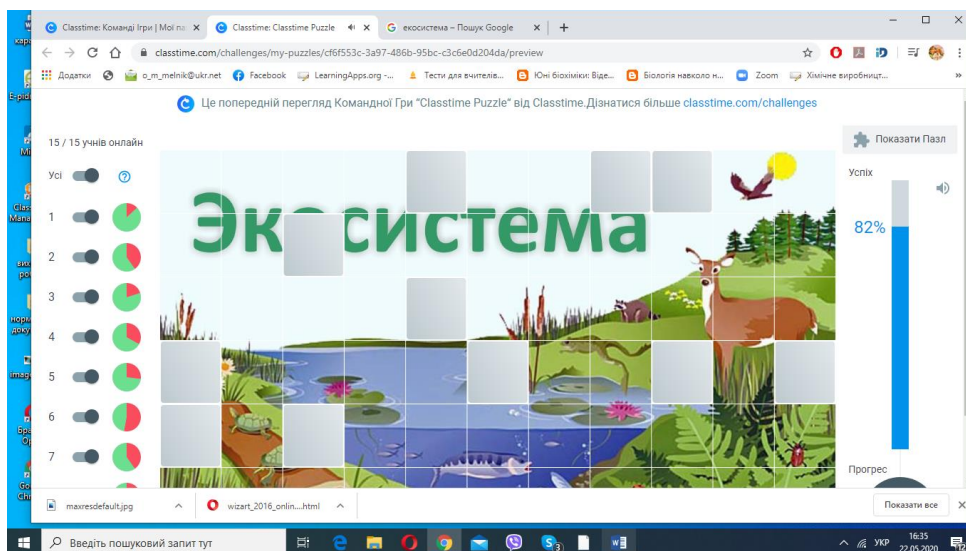 Classtime: Команді Ігри | Мої па
Classtime: Classtime Puzzle
екосистема – Пошук Google
classtime.com/challenges/my-puzzles/cf6f553c-3a97-486b-95bc-c3c6e0d204da/preview
Додатки
o_m_melnik@ukr.net
Facebook
LearningApps.org -...
Тести для вчителів...
Юні біохіміки: Віде...
Біологія навколо н...
Zoom
Хімічне виробницт...
Це попередній перегляд Командної Гри “Classtime Puzzle” від Classtime.Дізнатися більше classtime.com/challenges
15 / 15 учнів онлайн
Показати Пазл
Усі
Успіх
1
82%
2
3
4
5
6
7
Экосистема
Прогрес
maxresdefault.jpg
wizart_2016_onlin....html
Показати все
Введіть пошуковий запит тут
УКР
16:35
22.05.2020